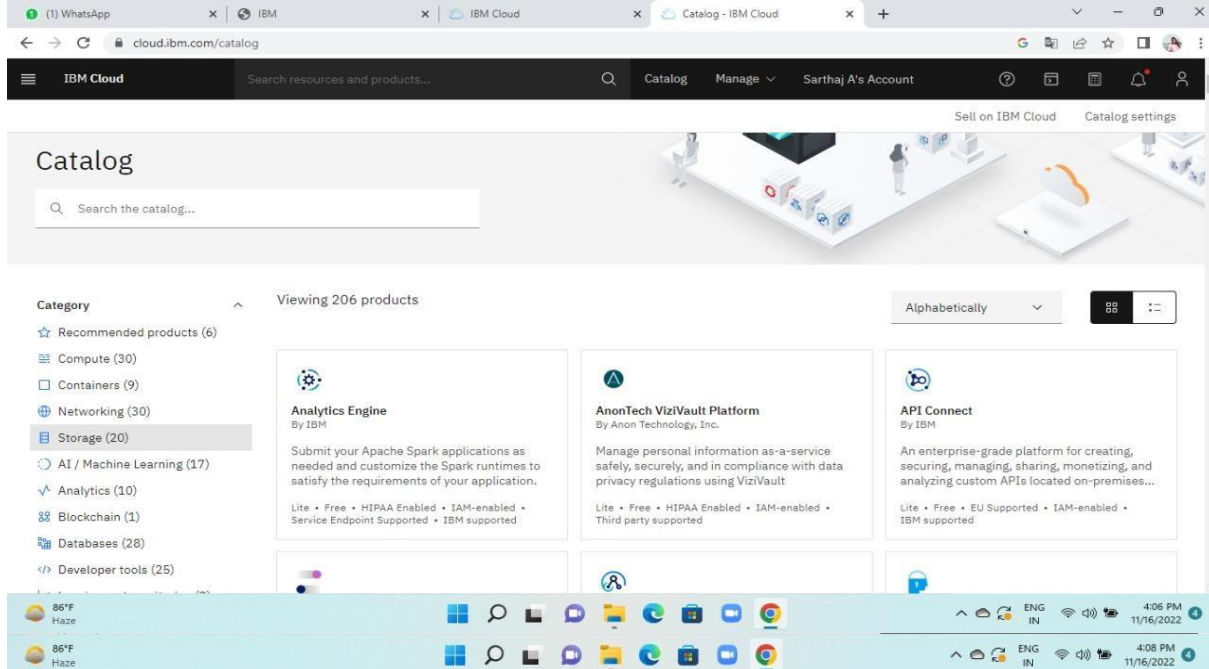 (1) WhatsApp
IBM
IBM Cloud
Catalog - IBM Cloud
cloud.ibm.com/catalog
IBM Cloud
Search resources and products...
Catalog
Manage
Sarthaj A's Account
Sell on IBM Cloud
Catalog settings
Catalog
Search the catalog...
Category
Viewing 206 products
Alphabetically
Recommended products (6)
Compute (30)
Containers (9)
Networking (30)
Storage (20)
AI / Machine Learning (17)
Analytics (10)
Blockchain (1)
Databases (28)
Developer tools (25)
Analytics Engine
By IBM
Submit your Apache Spark applications as
needed and customize the Spark runtimes to
satisfy the requirements of your application.
Lite • Free • HIPAA Enabled • IAM-enabled •
Service Endpoint Supported • IBM supported
AnonTech ViziVault Platform
By Anon Technology, Inc.
Manage personal information as-a-service
safely, securely, and in compliance with data
privacy regulations using ViziVault
Lite • Free • HIPAA Enabled • IAM-enabled •
Third party supported
API Connect
By IBM
An enterprise-grade platform for creating,
securing, managing, sharing, monetizing, and
analyzing custom APIs located on-premises...
Lite • Free • EU Supported • IAM-enabled •
IBM supported
86°F
Haze
ENG
IN
4:06 PM
11/16/2022
4
86°F
Haze
ENG
IN
4:08 PM
11/16/2022
4